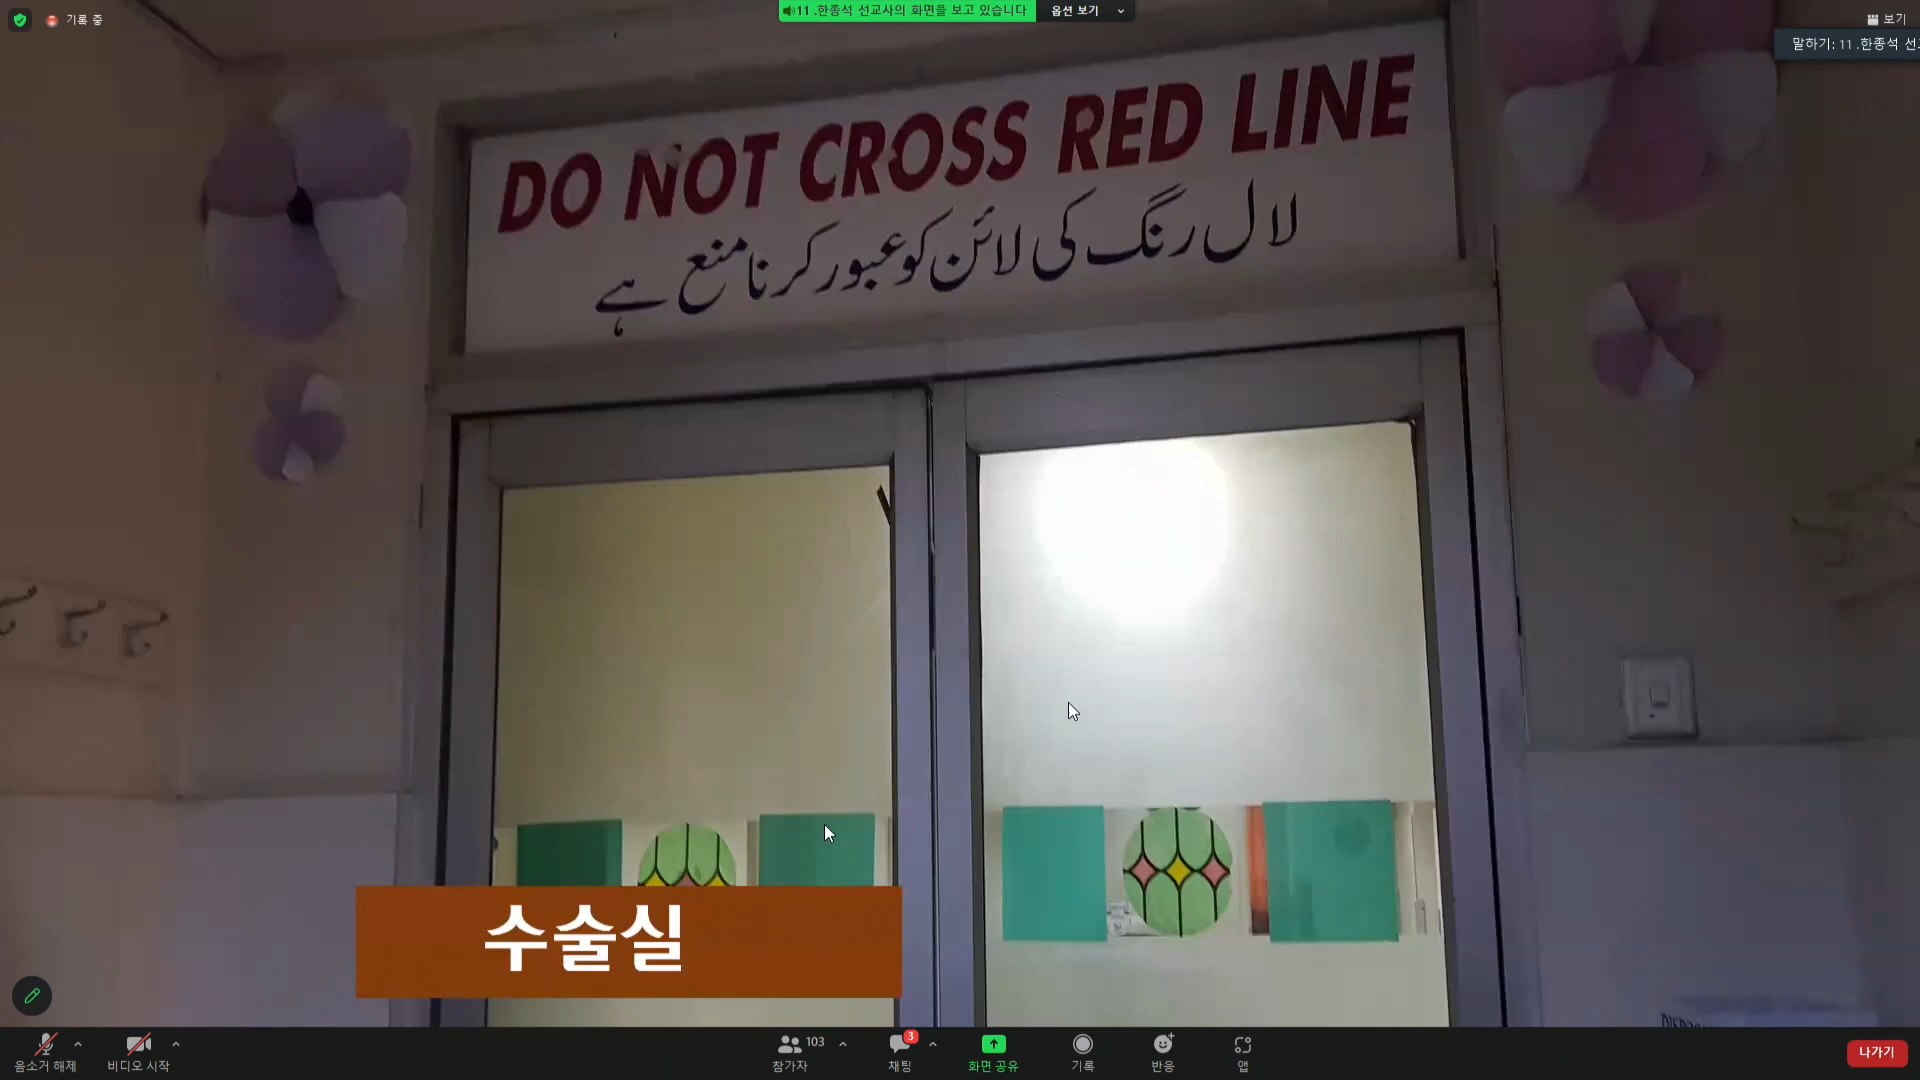 기록 중
11 .한종석 선교사의 화면을 보고 있습니다
옵션 보기
보기
말하기: 11 .한종석 선
DO NOT CROSS RED LINE
لال رنگ کی لائن کو عبور کرنا منع ہے
수술실
음소거 해제
비디오 시작
103
참가자
3
채팅
화면 공유
기록
반응
앱
나가기